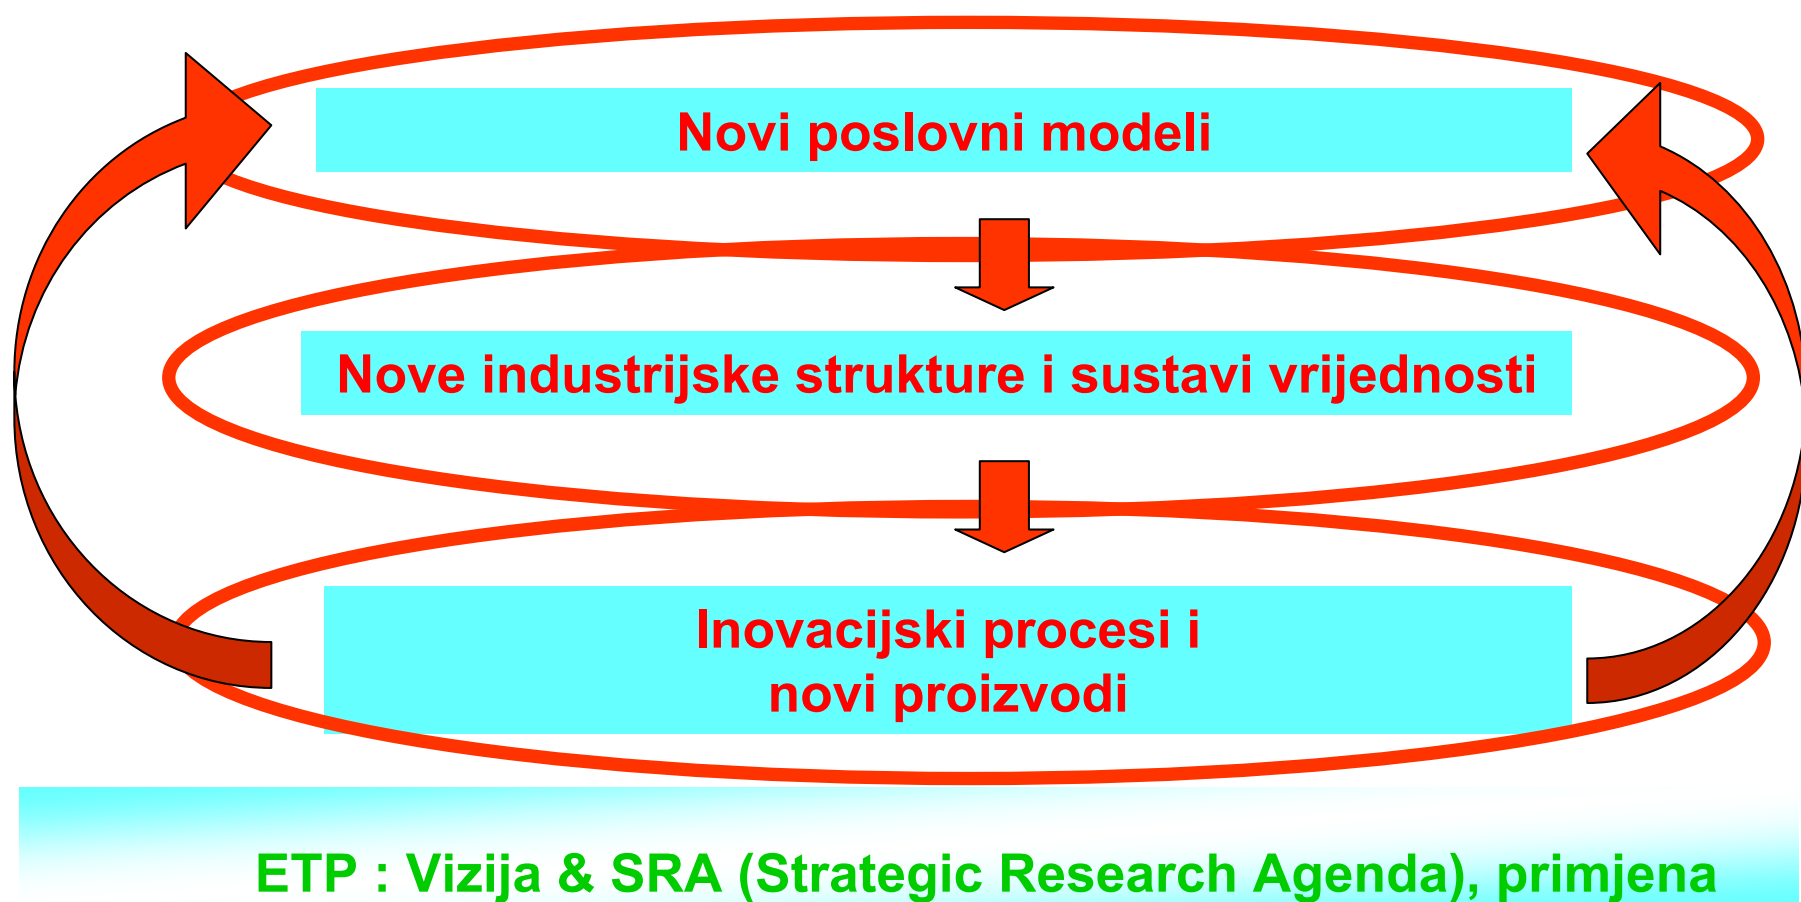 Novi poslovni modeli
Nove industrijske strukture i sustavi vrijednosti
Inovacijski procesi i
novi proizvodi
ETP : Vizija & SRA (Strategic Research Agenda), primjena